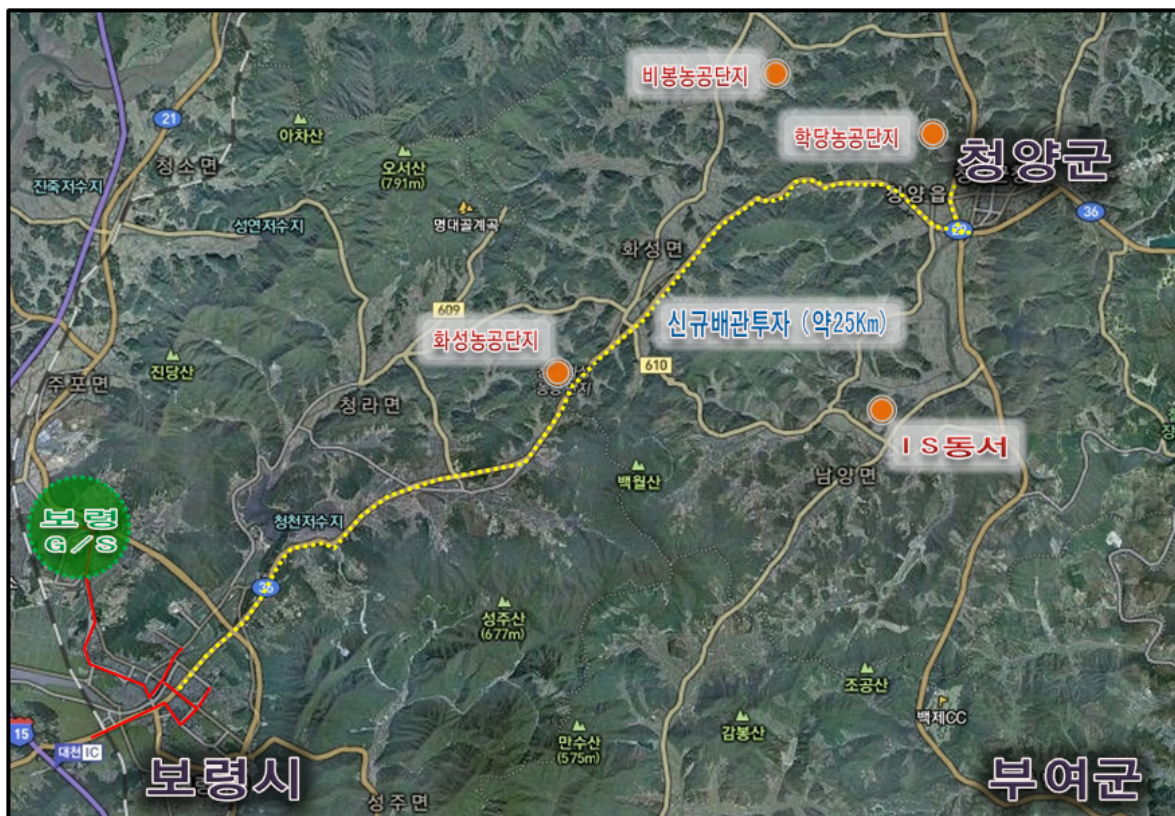 비봉농공단지
21
아차산
학당농공단지
청소면
오서산
(791m)
청양군
진죽저수지
청양읍
성연저수지
명대골계곡
36
29
화성면
609
신규배관투자 (약25Km)
화성농공단지
610
진당산
주포면
청라면
IS동서
백월산
남양면
보령
G/S
청천저수지
36
성주산
(677m)
조공산
백제CC
15
감봉산
대천 IC
만수산
(575m)
보령시
부여군
성주면